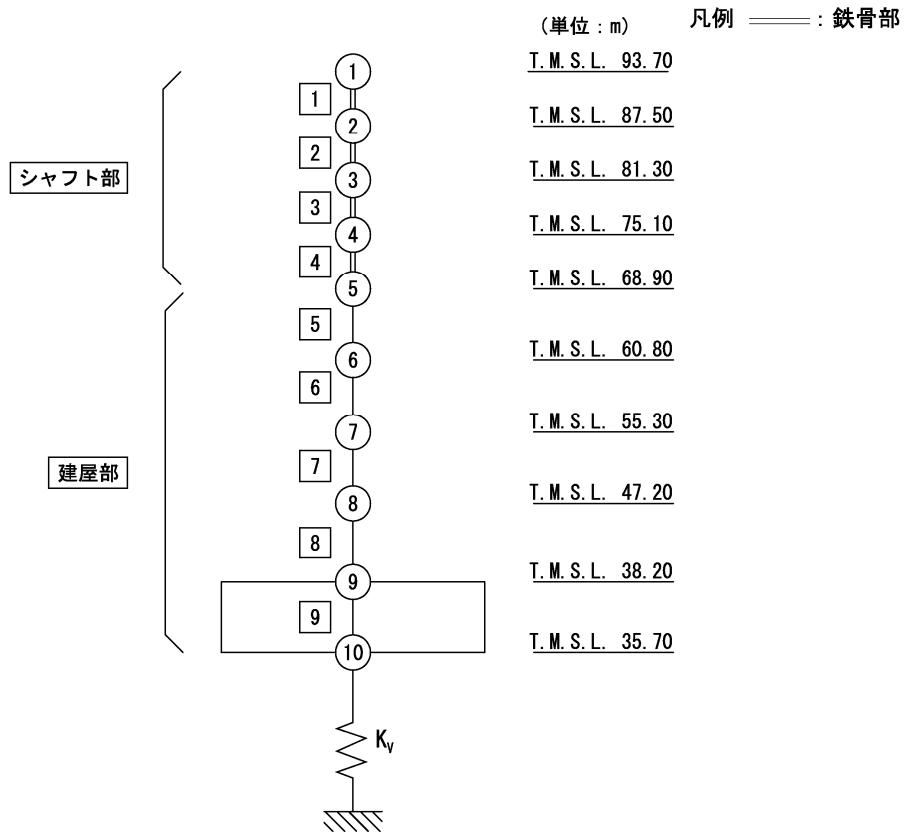 (単位：m)
凡例 ：鉄骨部
1 T.M.S.L. 93.70
1
2 T.M.S.L. 87.50
2
シャフト部
3 T.M.S.L. 81.30
3
4 T.M.S.L. 75.10
4
5 T.M.S.L. 68.90
5
6 T.M.S.L. 60.80
6
7 T.M.S.L. 55.30
建屋部
7
8 T.M.S.L. 47.20
8
9 T.M.S.L. 38.20
9
10 T.M.S.L. 35.70
Kv